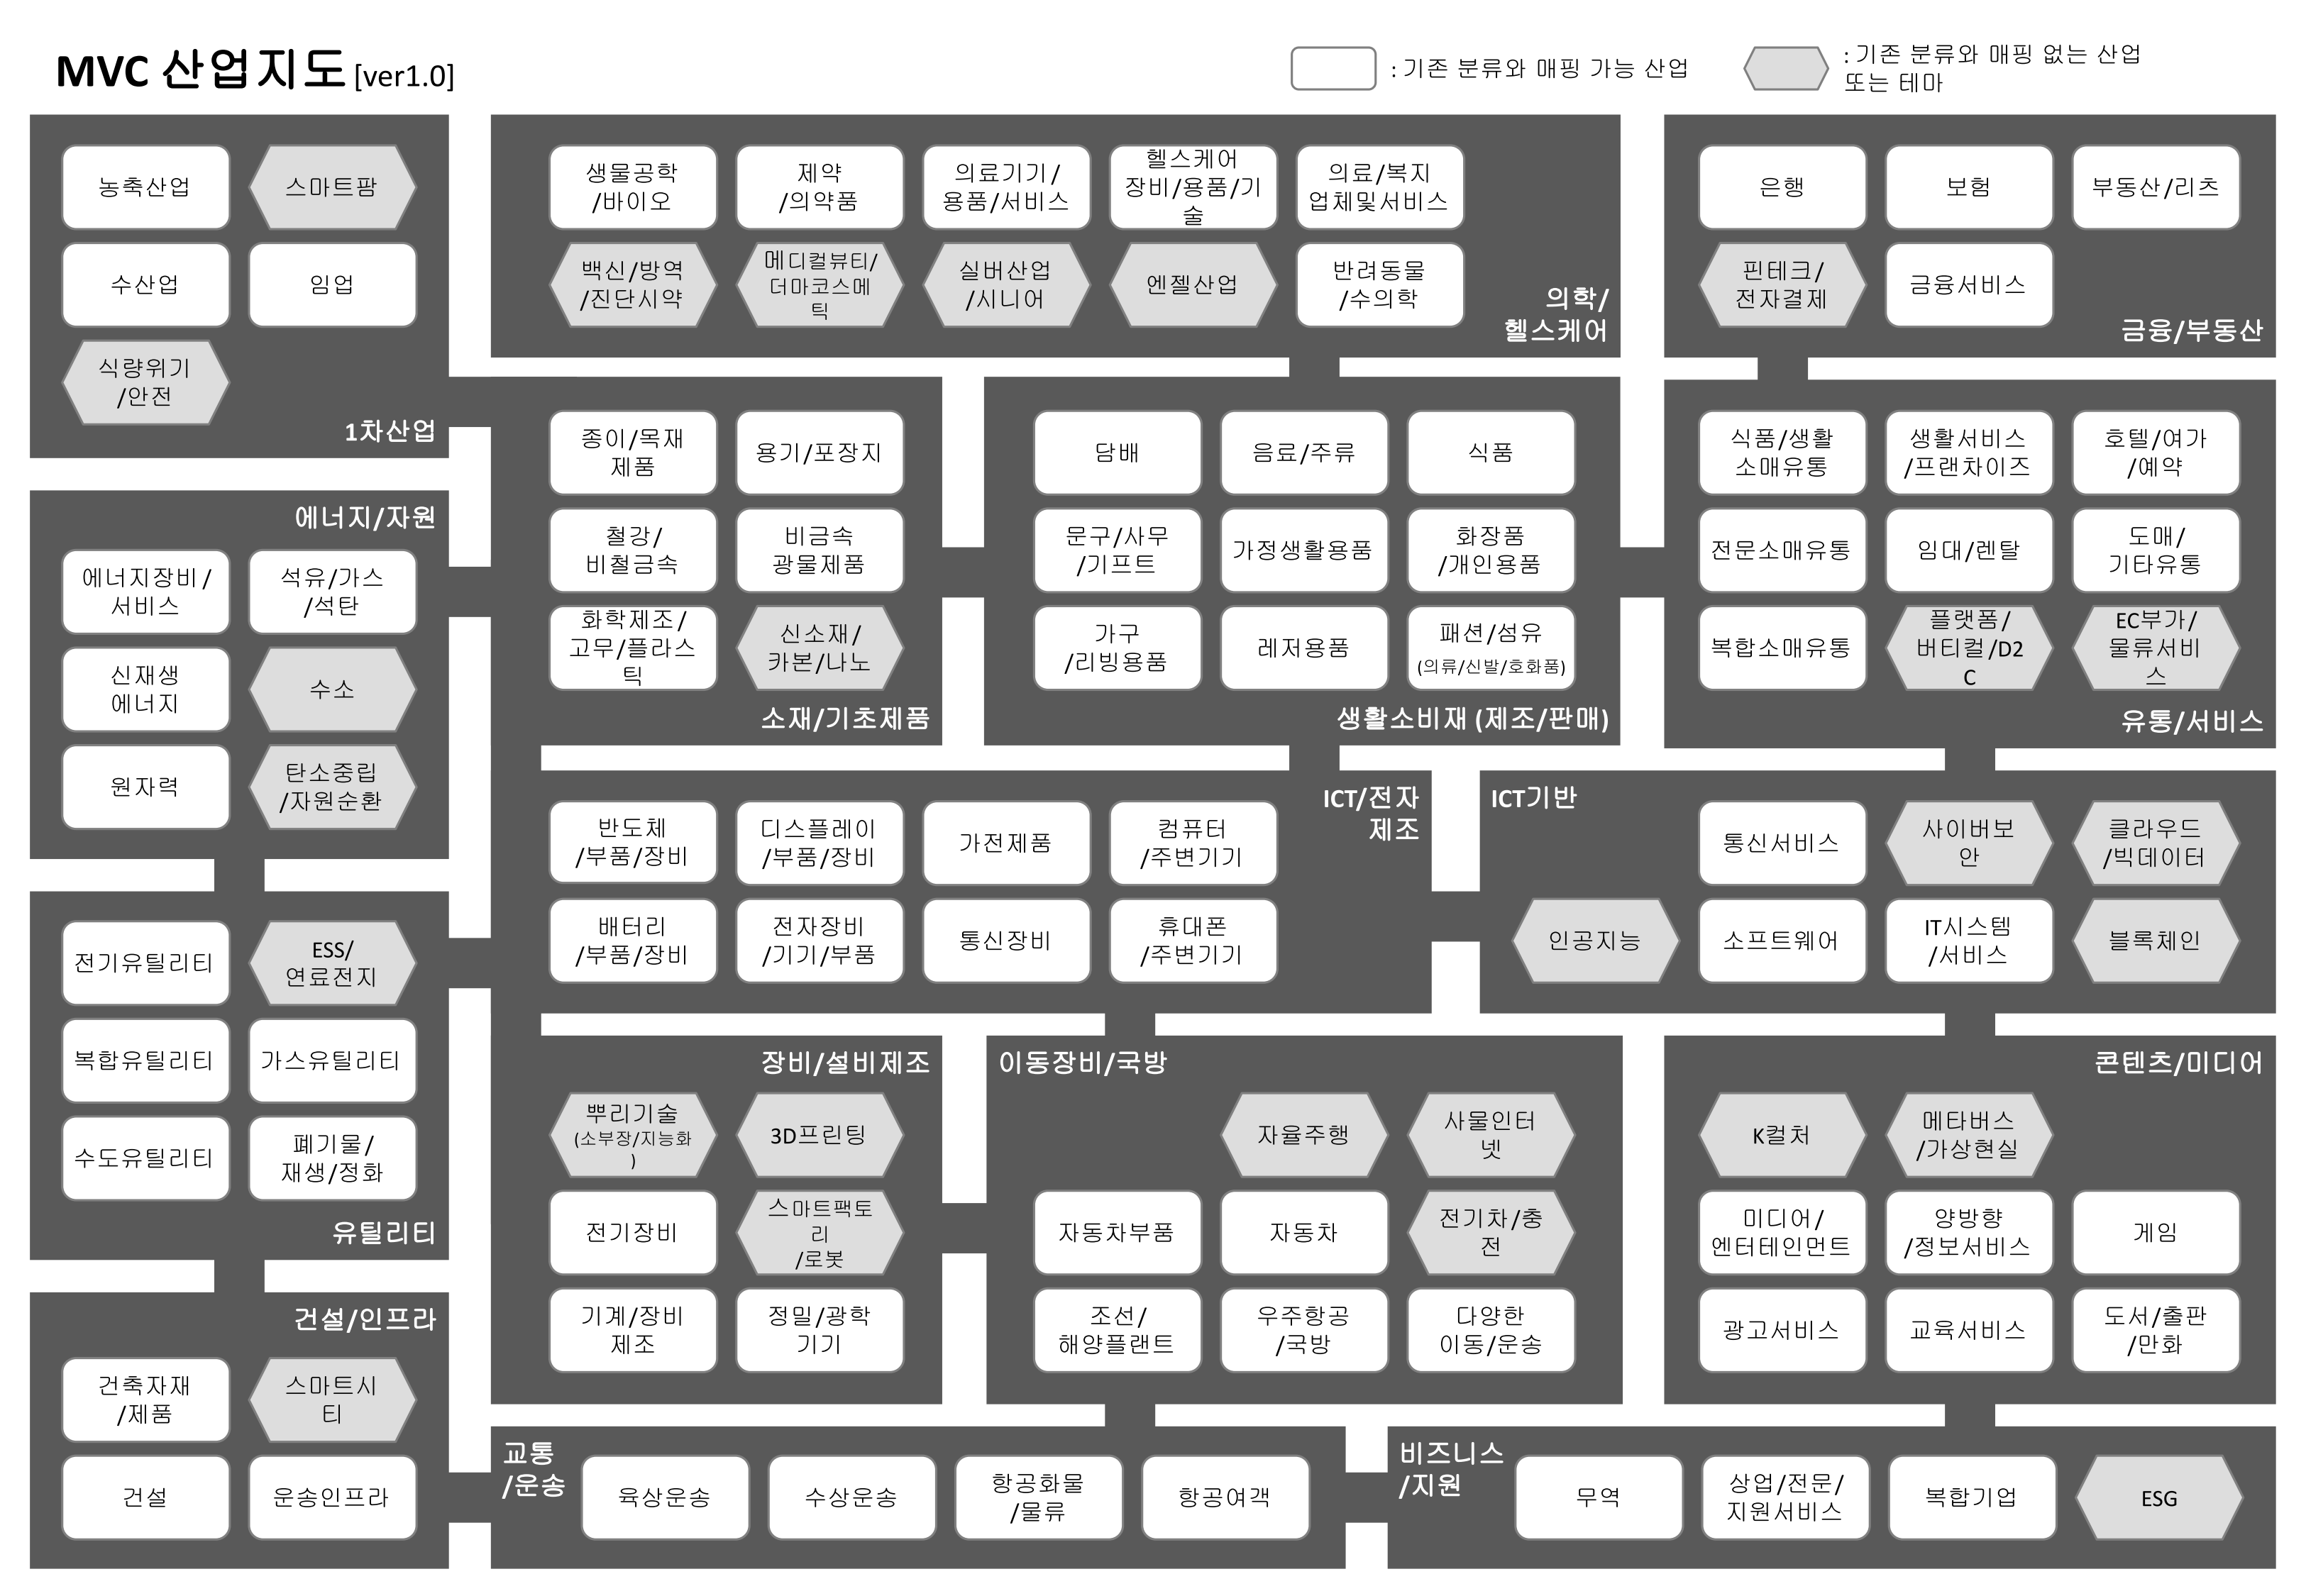 MVC 산업지도 [ver1.0]
: 기존 분류와 매핑 가능 산업
: 기존 분류와 매핑 없는 산업
또는 테마
농축산업
스마트팜
수산업
임업
식량위기
/안전
1차산업
생물공학
/바이오
제약
/의약품
의료기기/
용품/서비스
헬스케어
장비/용품/기
술
의료/복지
업체및서비스
백신/방역
/진단시약
메디컬뷰티/
더마코스메
틱
실버산업
/시니어
엔젤산업
반려동물
/수의학
의학/
헬스케어
은행
보험
부동산/리츠
핀테크/
전자결제
금융서비스
금융/부동산
에너지/자원
에너지장비/
서비스
석유/가스
/석탄
신재생
에너지
수소
원자력
탄소중립
/자원순환
종이/목재
제품
용기/포장지
철강/
비철금속
비금속
광물제품
화학제조/
고무/플라스
틱
신소재/
카본/나노
소재/기초제품
담배
음료/주류
식품
문구/사무
/기프트
가정생활용품
화장품
/개인용품
가구
/리빙용품
레저용품
패션/섬유
(의류/신발/호화품)
생활소비재 (제조/판매)
식품/생활
소매유통
생활서비스
/프랜차이즈
호텔/여가
/예약
전문소매유통
임대/렌탈
도매/
기타유통
복합소매유통
플랫폼/
버티컬/D2
C
EC부가/
물류서비
스
유통/서비스
ICT/전자
제조
반도체
/부품/장비
디스플레이
/부품/장비
가전제품
컴퓨터
/주변기기
배터리
/부품/장비
전자장비
/기기/부품
통신장비
휴대폰
/주변기기
ICT기반
통신서비스
사이버보
안
클라우드
/빅데이터
인공지능
소프트웨어
IT시스템
/서비스
블록체인
전기유틸리티
ESS/
연료전지
복합유틸리티
가스유틸리티
수도유틸리티
폐기물/
재생/정화
유틸리티
장비/설비제조
뿌리기술
(소부장/지능화
)
3D프린팅
전기장비
스마트팩토
리
/로봇
기계/장비
제조
정밀/광학
기기
이동장비/국방
자율주행
사물인터
넷
자동차부품
자동차
전기차/충
전
조선/
해양플랜트
우주항공
/국방
다양한
이동/운송
콘텐츠/미디어
K컬처
메타버스
/가상현실
미디어/
엔터테인먼트
양방향
/정보서비스
게임
광고서비스
교육서비스
도서/출판
/만화
건설/인프라
건축자재
/제품
스마트시
티
건설
운송인프라
교통
/운송
육상운송
수상운송
항공화물
/물류
항공여객
비즈니스
/지원
무역
상업/전문/
지원서비스
복합기업
ESG